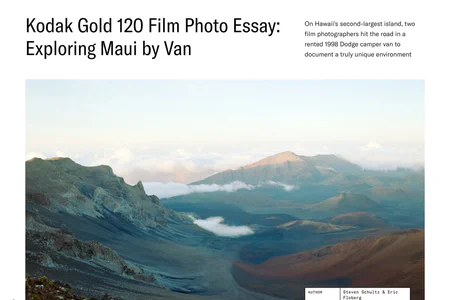 Kodak Gold 120 Film Photo Essay:
Exploring Maui by Van
On Hawaii's second-largest island, two
film photographers hit the road in a
rented 1998 Dodge camper van to
document a truly unique environment
AUTHOR
Steven Schultz & Eric
Floberg